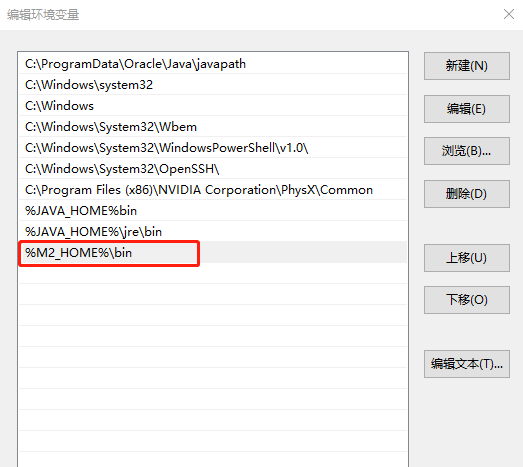 编辑环境变量
C:\ProgramData\Oracle\Java\javapath
C:\Windows\system32
C:\Windows
C:\Windows\System32\Wbem
C:\Windows\System32\WindowsPowerShell\v1.0\
C:\Windows\System32\OpenSSH\
C:\Program Files (x86)\NVIDIA Corporation\PhysX\Common
%JAVA_HOME%bin
%JAVA_HOME%\jre\bin
%M2_HOME%\bin
新建(N)
编辑(E)
浏览(B)...
删除(D)
上移(U)
下移(O)
编辑文本(T)...